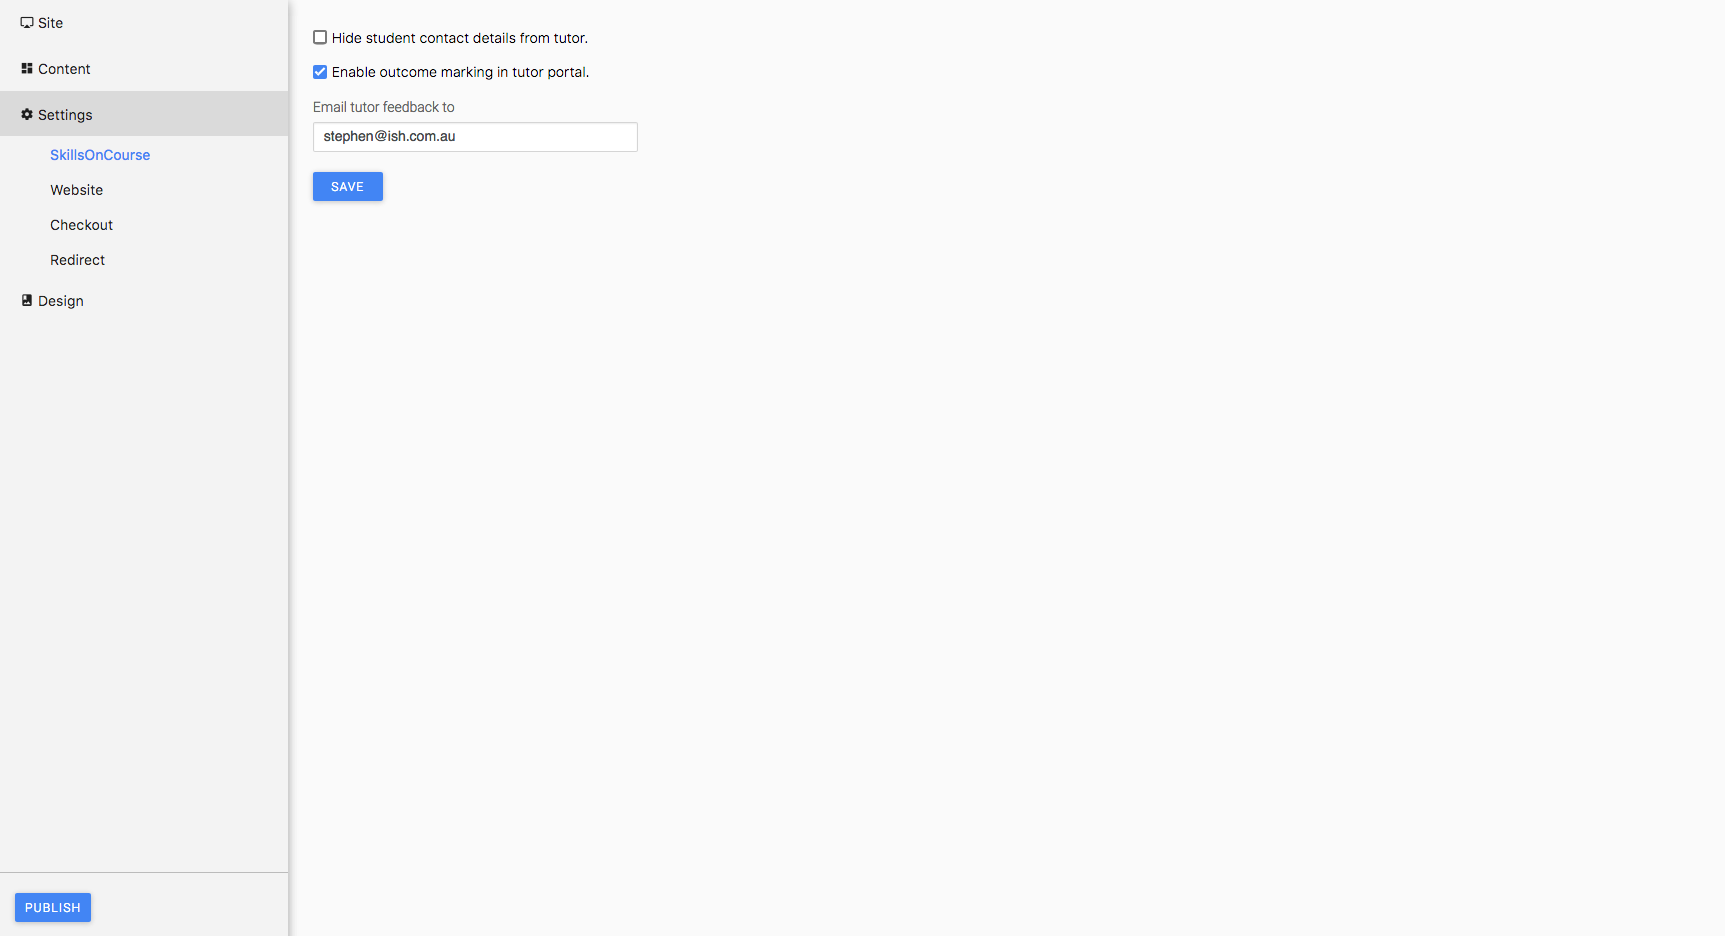 Site
Content
Settings
SkillsOnCourse
Website
Checkout
Redirect
Design
PUBLISH
Hide student contact details from tutor.
Enable outcome marking in tutor portal.
Email tutor feedback to
stephen@ish.com.au
SAVE